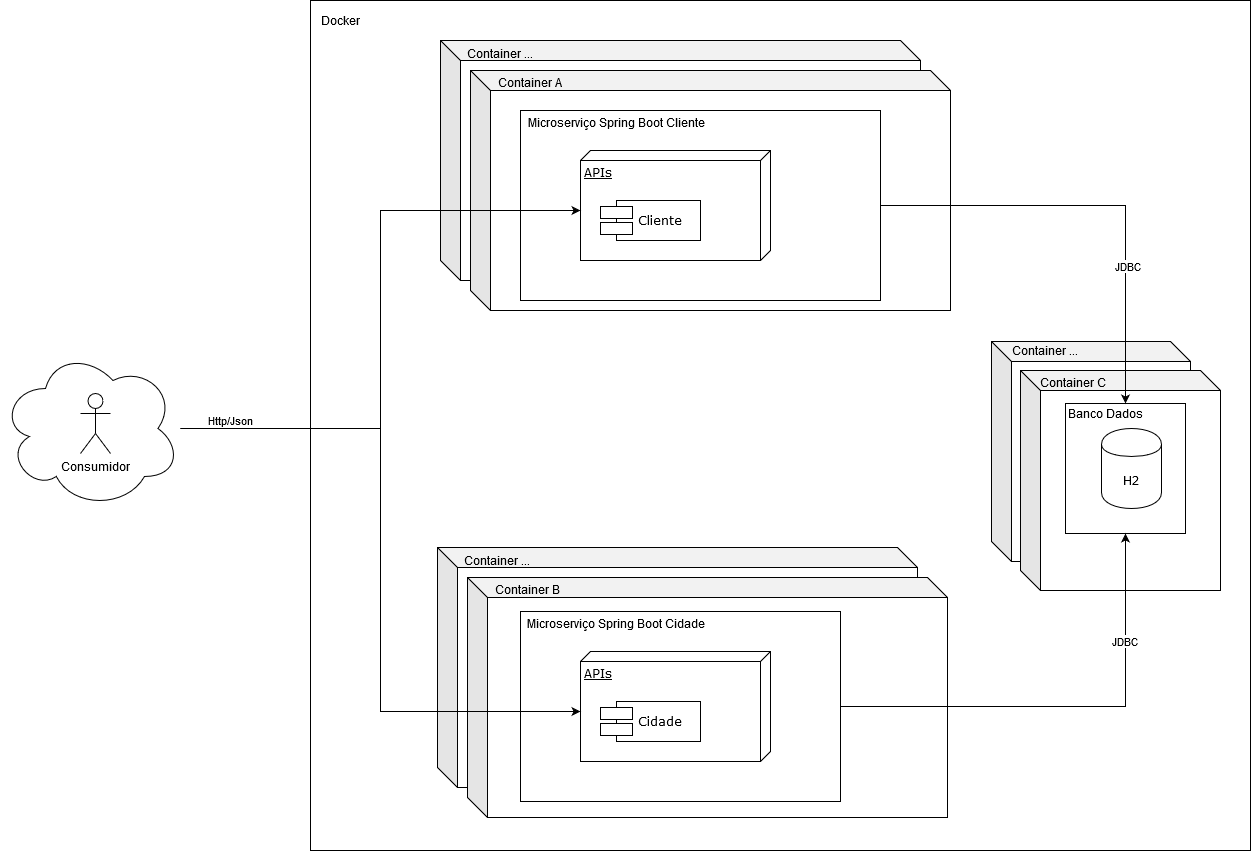 Docker
Container ...
Container A
Microserviço Spring Boot Cliente
APIs
Cliente
JDBC
Container ...
Container C
Banco Dados
H2
Http/Json
Consumidor
Container ...
Container B
Microserviço Spring Boot Cidade
APIs
Cidade
JDBC